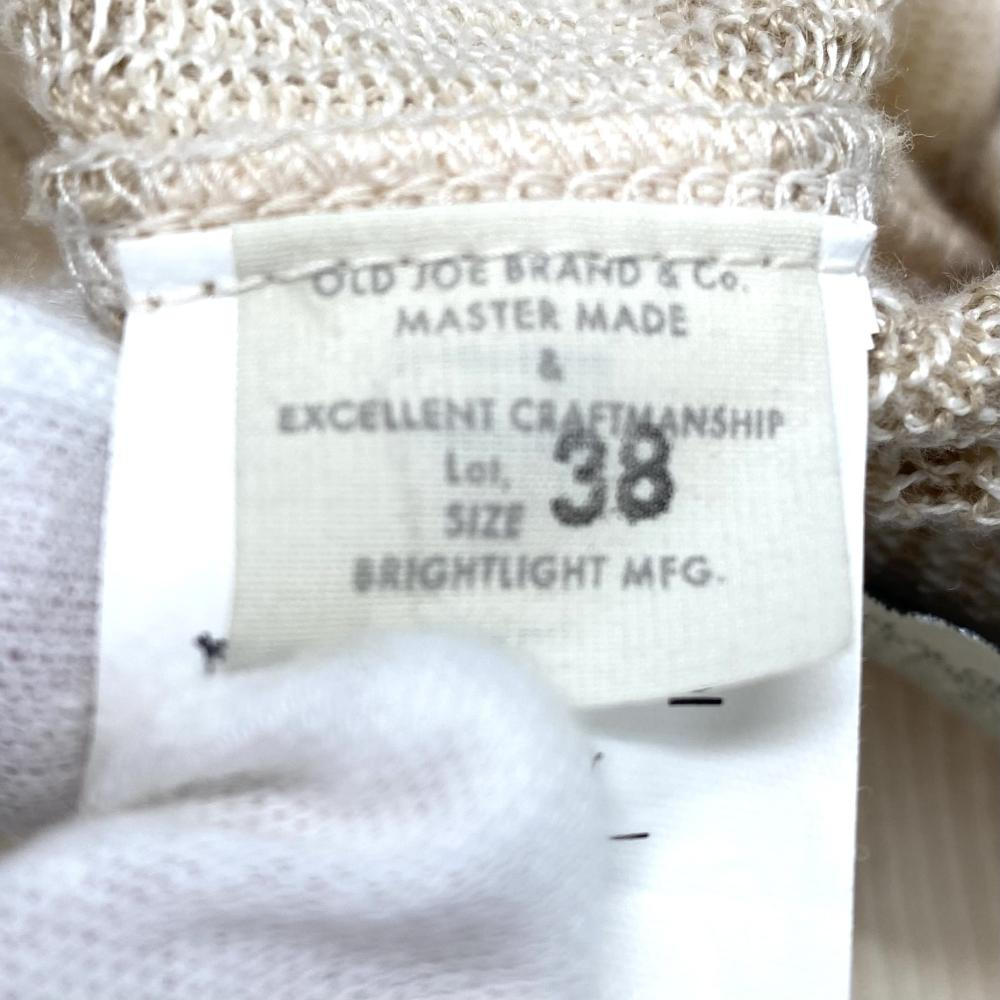 OLD JOE BRAND & Co.
MASTER MADE
&
EXCELLENT CRAFTMANSHIP
Lot,
SIZE 38
BRIGHTLIGHT MFG.